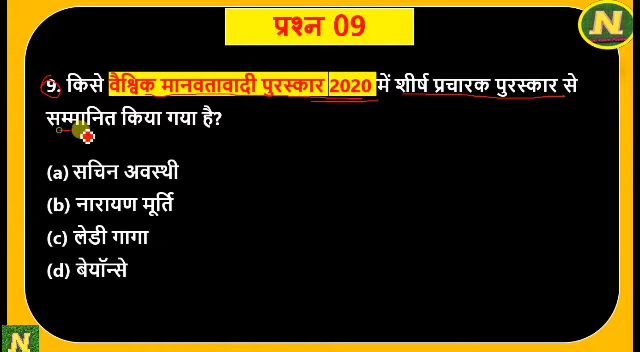 प्रश्न 09
N
9. किसे वैश्विक मानवतावादी पुरस्कार 2020 में शीर्ष प्रचारक पुरस्कार से
सम्मानित किया गया है?
(a) सचिन अवस्थी
(b) नारायण मूर्ति
(c) लेडी गागा
(d) बेयॉन्से
N